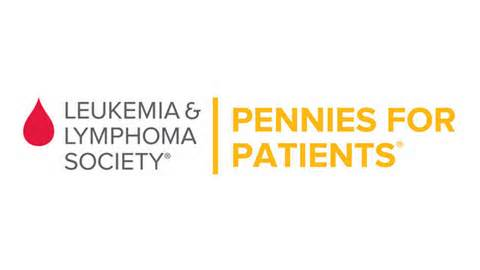 LEUKEMIA &
LYMPHOMA
SOCIETY®
PENNIES FOR
PATIENTS®